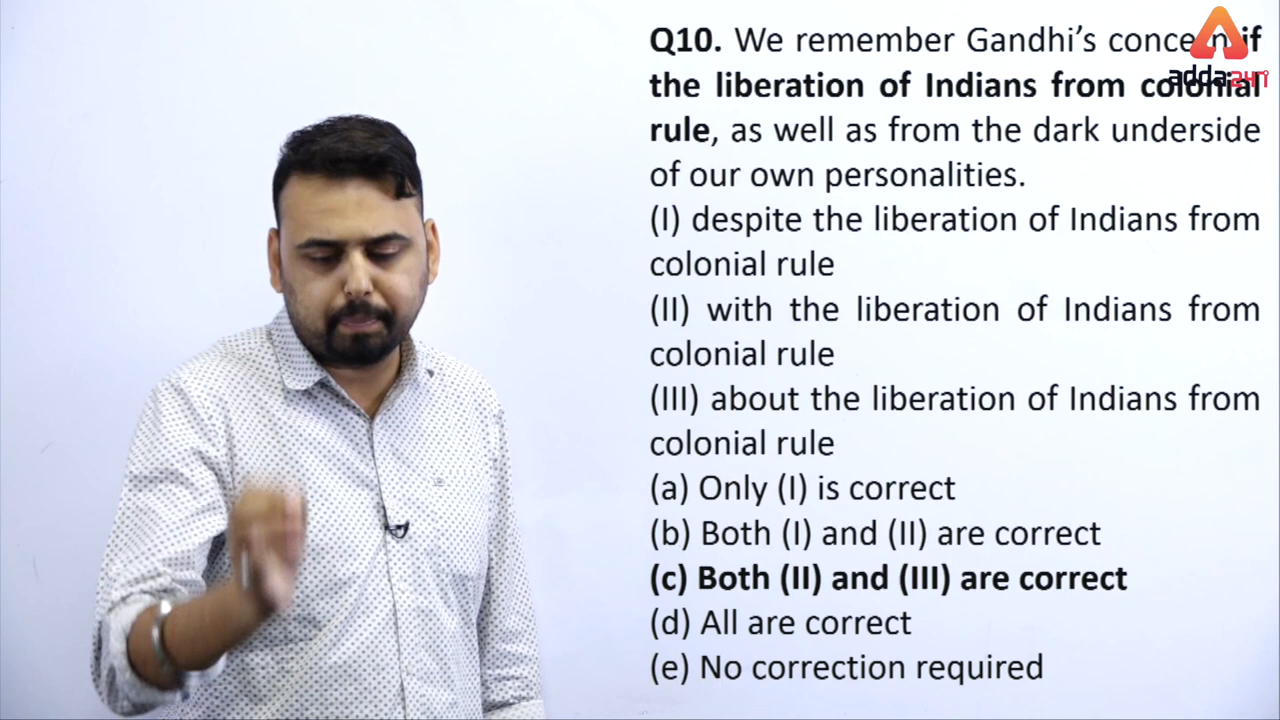 Q10. We remember Gandhi's concern if
the liberation of Indians from colonial
rule, as well as from the dark underside
of our own personalities.
(I) despite the liberation of Indians from
colonial rule
(II) with the liberation of Indians from
colonial rule
(III) about the liberation of Indians from
colonial rule
(a) Only (I) is correct
(b) Both (I) and (II) are correct
(c) Both (II) and (III) are correct
(d) All are correct
(e) No correction required
adda247